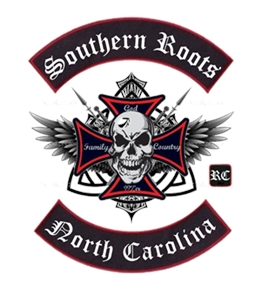 Southern Roots
God
Family
Country
RC
North Carolina